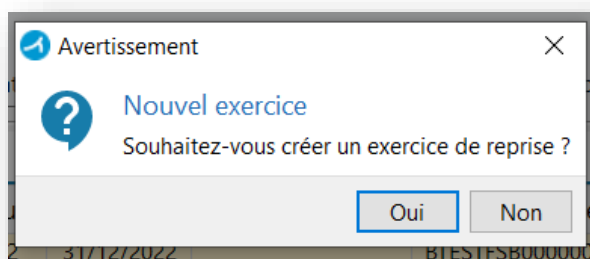 Avertissement
Nouvel exercice
Souhaitez-vous créer un exercice de reprise ?
Oui
Non
31/12/2022